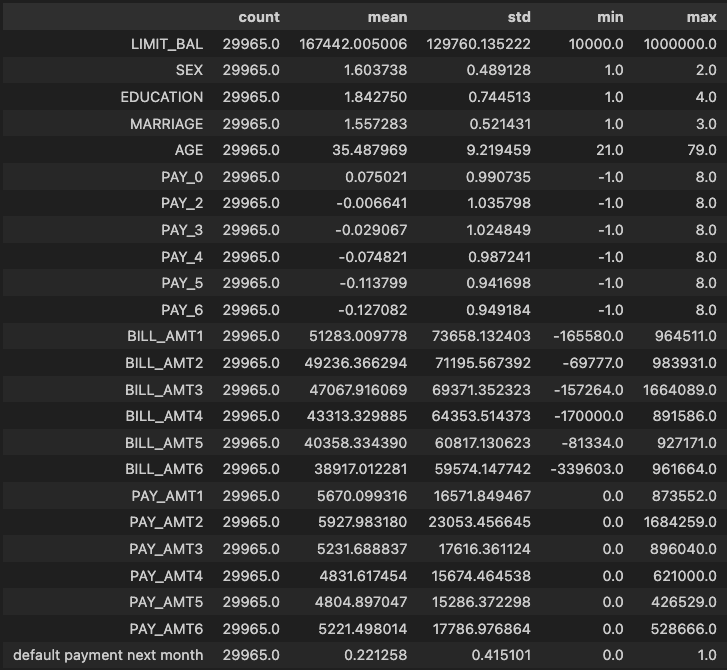 count mean std min max
LIMIT_BAL 29965.0 167442.005006 129760.135222 10000.0 1000000.0
SEX 29965.0 1.603738 0.489128 1.0 2.0
EDUCATION 29965.0 1.842750 0.744513 1.0 4.0
MARRIAGE 29965.0 1.557283 0.521431 1.0 3.0
AGE 29965.0 35.487969 9.219459 21.0 79.0
PAY_0 29965.0 0.075021 0.990735 -1.0 8.0
PAY_2 29965.0 -0.006641 1.035798 -1.0 8.0
PAY_3 29965.0 -0.029067 1.024849 -1.0 8.0
PAY_4 29965.0 -0.074821 0.987241 -1.0 8.0
PAY_5 29965.0 -0.113799 0.941698 -1.0 8.0
PAY_6 29965.0 -0.127082 0.949184 -1.0 8.0
BILL_AMT1 29965.0 51283.009778 73658.132403 -165580.0 964511.0
BILL_AMT2 29965.0 49236.366294 71195.567392 -69777.0 983931.0
BILL_AMT3 29965.0 47067.916069 69371.352323 -157264.0 1664089.0
BILL_AMT4 29965.0 43313.329885 64353.514373 -170000.0 891586.0
BILL_AMT5 29965.0 40358.334390 60817.130623 -81334.0 927171.0
BILL_AMT6 29965.0 38917.012281 59574.147742 -339603.0 961664.0
PAY_AMT1 29965.0 5670.099316 16571.849467 0.0 873552.0
PAY_AMT2 29965.0 5927.983180 23053.456645 0.0 1684259.0
PAY_AMT3 29965.0 5231.688837 17616.361124 0.0 896040.0
PAY_AMT4 29965.0 4831.617454 15674.464538 0.0 621000.0
PAY_AMT5 29965.0 4804.897047 15286.372298 0.0 426529.0
PAY_AMT6 29965.0 5221.498014 17786.976864 0.0 528666.0
default payment next month 29965.0 0.221258 0.415101 0.0 1.0